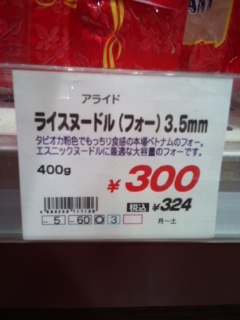 アライド
ライスヌードル(フォー)3.5mm
タピオカ粉色でもっちり食感の本場ベトナムのフォー。
エスニックヌードルに最適な大容量のフォーです。
400g
¥300
税込 ¥324
5 60 3 月ー土